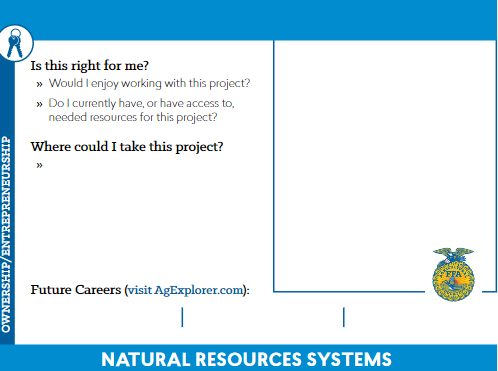 Is this right for me?
» Would I enjoy working with this project?
» Do I currently have, or have access to,
needed resources for this project?
Where could I take this project?
»
Future Careers (visit AgExplorer.com):
OWNERSHIP/ENTREPRENEURSHIP
FFA
NATURAL RESOURCES SYSTEMS